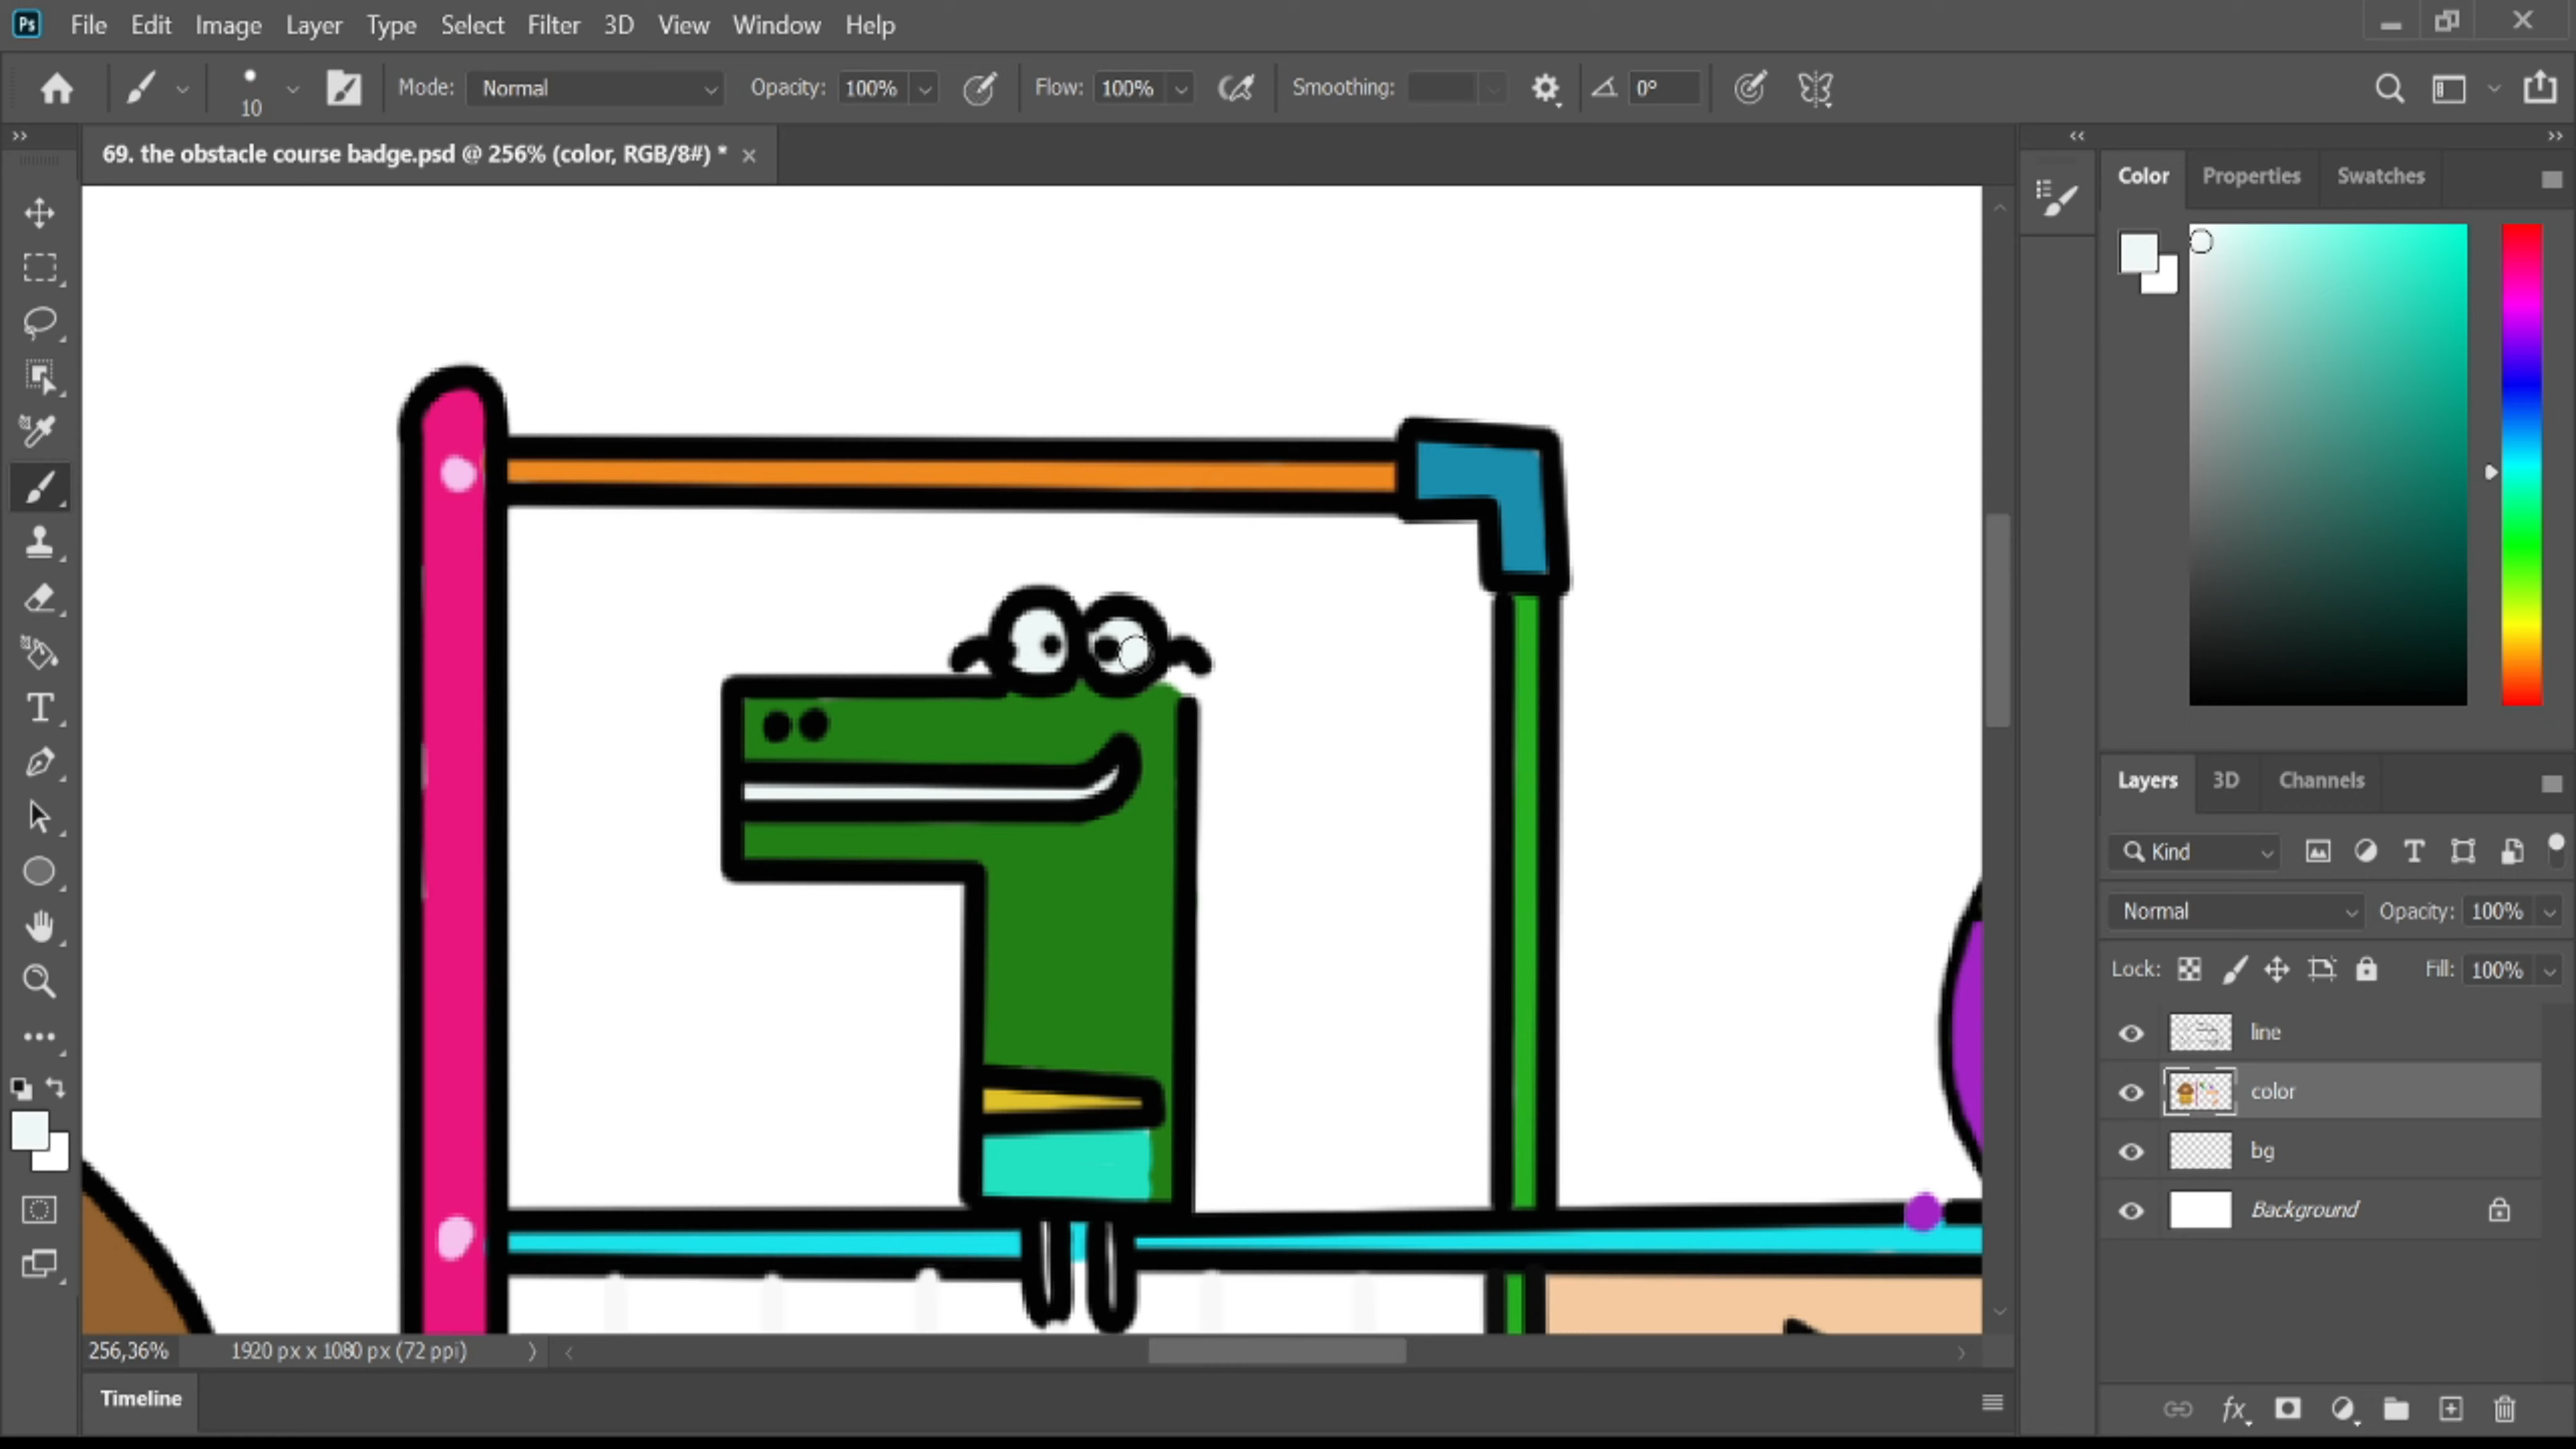 Ps File Edit Image Layer Type Select Filter 3D View Window Help
10 Mode: Normal Opacity: 100% Flow: 100% Smoothing: 0°
69. the obstacle course badge.psd @ 256% (color, RGB/8#) *
Color Properties Swatches
Layers 3D Channels
Kind
Normal Opacity: 100%
Lock: Fill: 100%
line
color
bg
Background
256,36% 1920 px x 1080 px (72 ppi)
Timeline
fx